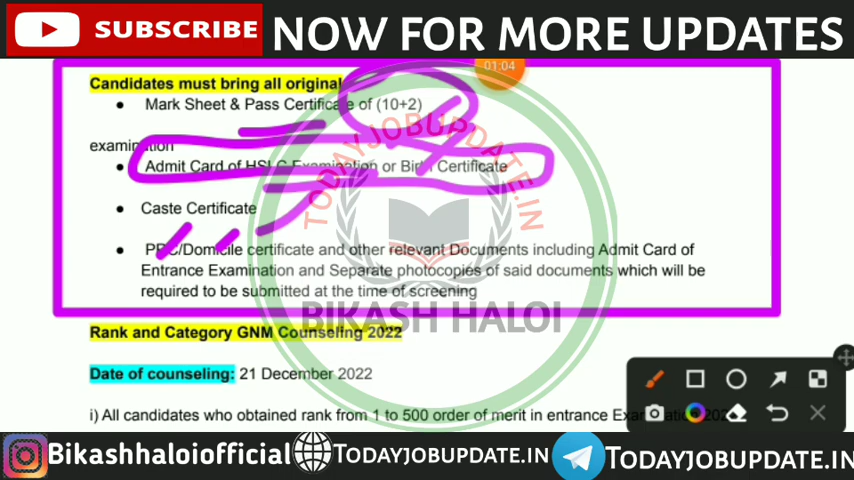 SUBSCRIBE NOW FOR MORE UPDATES
01:04
Candidates must bring all original
● Mark Sheet & Pass Certificate of (10+2)
examination
● Admit Card of HSLC Examination or Birth Certificate
● Caste Certificate
● PRC/Domicile certificate and other relevant Documents including Admit Card of
Entrance Examination and Separate photocopies of said documents which will be
required to be submitted at the time of screening
TODAYJOBUPDATE.IN
BIKASH HALOI
Rank and Category GNM Counseling 2022
Date of counseling: 21 December 2022
i) All candidates who obtained rank from 1 to 500 order of merit in entrance
Bikashhaloiofficial TODAYJOBUPDATE.IN TODAYJOBUPDATE.IN